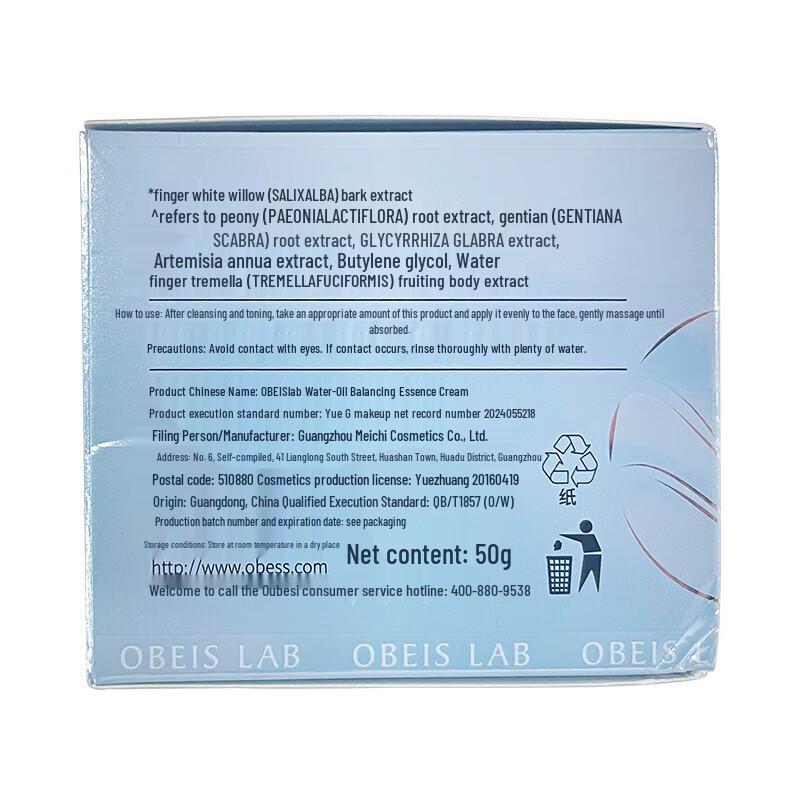 *finger white willow (SALIXALBA) bark extract
^refers to peony (PAEONIALACTIFLORA) root extract, gentian (GENTIANA
SCABRA) root extract, GLYCYRRHIZA GLABRA extract,
Artemisia annua extract, Butylene glycol, Water
finger tremella (TREMELLAFUCIFORMIS) fruiting body extract
How to use: After cleansing and toning, take an appropriate amount of this product and apply it evenly to the face, gently massage until
absorbed.
Precautions: Avoid contact with eyes. If contact occurs, rinse thoroughly with plenty of water.
Product Chinese Name: OBEISlab Water-Oil Balancing Essence Cream
Product execution standard number: Yue G makeup net record number 2024055218
Filing Person/Manufacturer: Guangzhou Meichi Cosmetics Co., Ltd.
Address: No. 6, Self-compiled, 41 Lianglong South Street, Huashan Town, Huadu District, Guangzhou
Postal code: 510880 Cosmetics production license: Yuezhuang 20160419
纸
Origin: Guangdong, China Qualified Execution Standard: QB/T1857 (O/W)
Production batch number and expiration date: see packaging
Storage conditions: Store at room temperature in a dry place
Net content: 50g
http://www.obess.com
Welcome to call the Oubesi consumer service hotline: 400-880-9538
OBEIS LAB OBEIS LAB OBEIS L